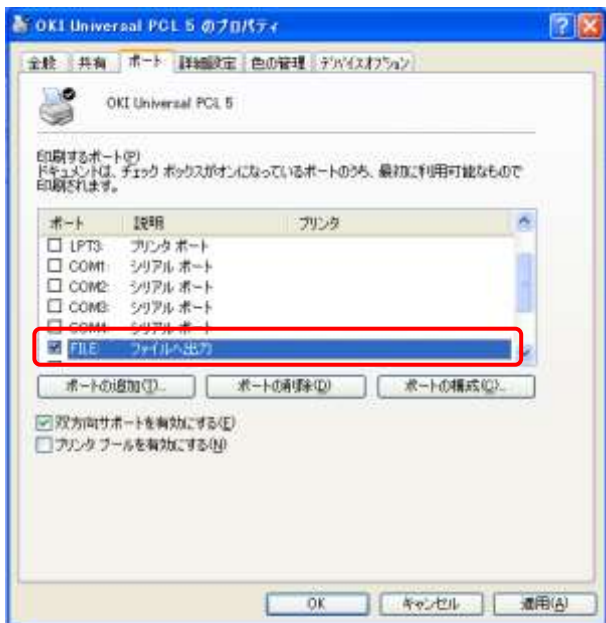 OKI Universal PCL 5 のプロパティ
全般 共有 ポート 詳細設定 色の管理 デバイスオプション
OKI Universal PCL 5
印刷するポート(P)
ドキュメントは、チェック ボックスがオンになっているポートのうち、最初に利用可能なもので
印刷されます。
ポート 説明 プリンタ
LPT3: プリンタ ポート
COM1: シリアル ポート
COM2: シリアル ポート
COM3: シリアル ポート
COM4: シリアル ポート
FILE: ファイルへ出力
ポートの追加(T)... ポートの削除(D) ポートの構成(C)...
双方向サポートを有効にする(E)
プリンタ プールを有効にする(N)
OK キャンセル 適用(A)